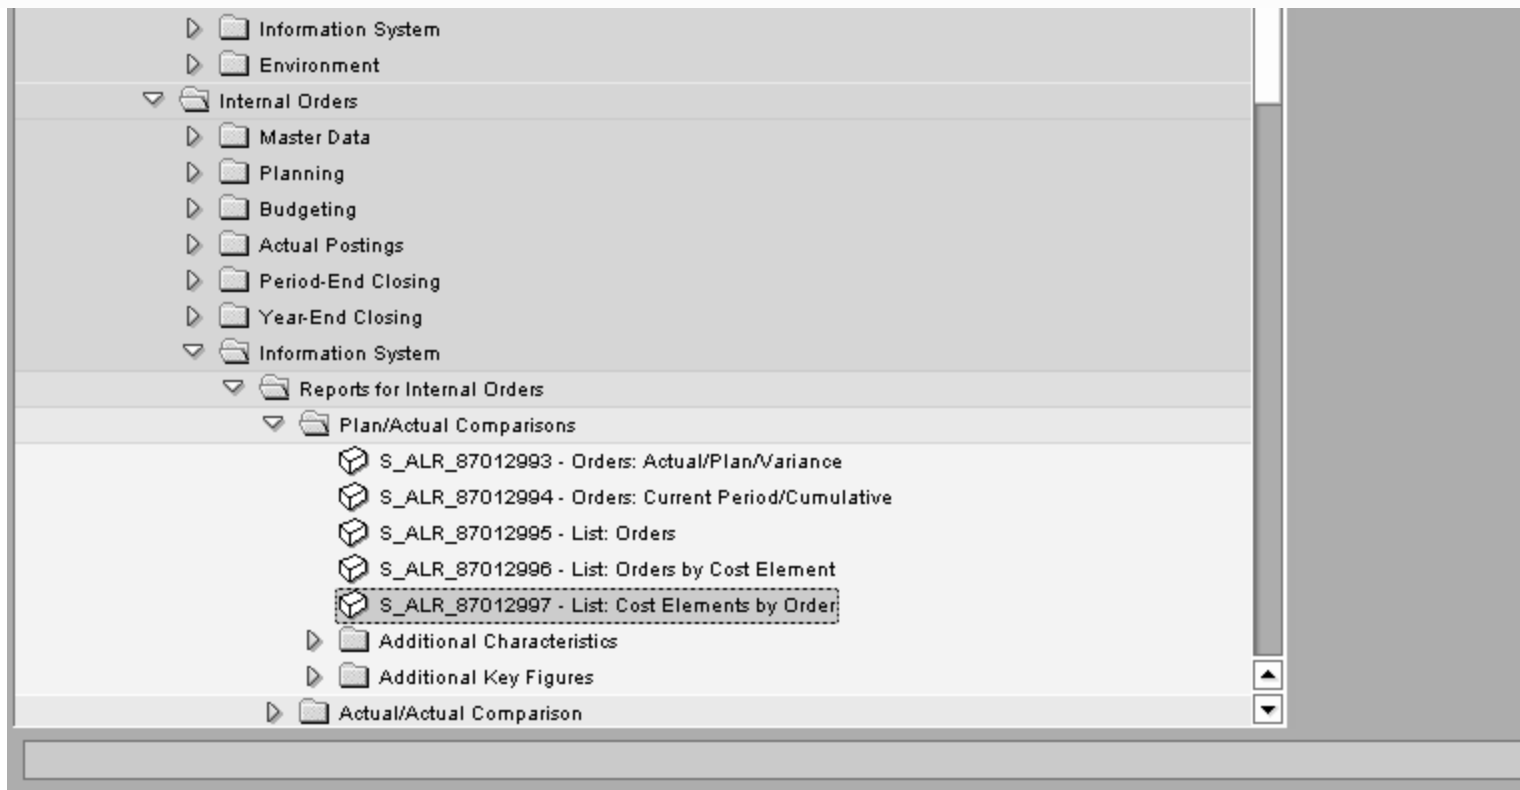 Information System
Environment
Internal Orders
Master Data
Planning
Budgeting
Actual Postings
Period-End Closing
Year-End Closing
Information System
Reports for Internal Orders
Plan/Actual Comparisons
S_ALR_87012993 - Orders: Actual/Plan/Variance
S_ALR_87012994 - Orders: Current Period/Cumulative
S_ALR_87012995 - List: Orders
S_ALR_87012996 - List: Orders by Cost Element
S_ALR_87012997 - List: Cost Elements by Order
Additional Characteristics
Additional Key Figures
Actual/Actual Comparison